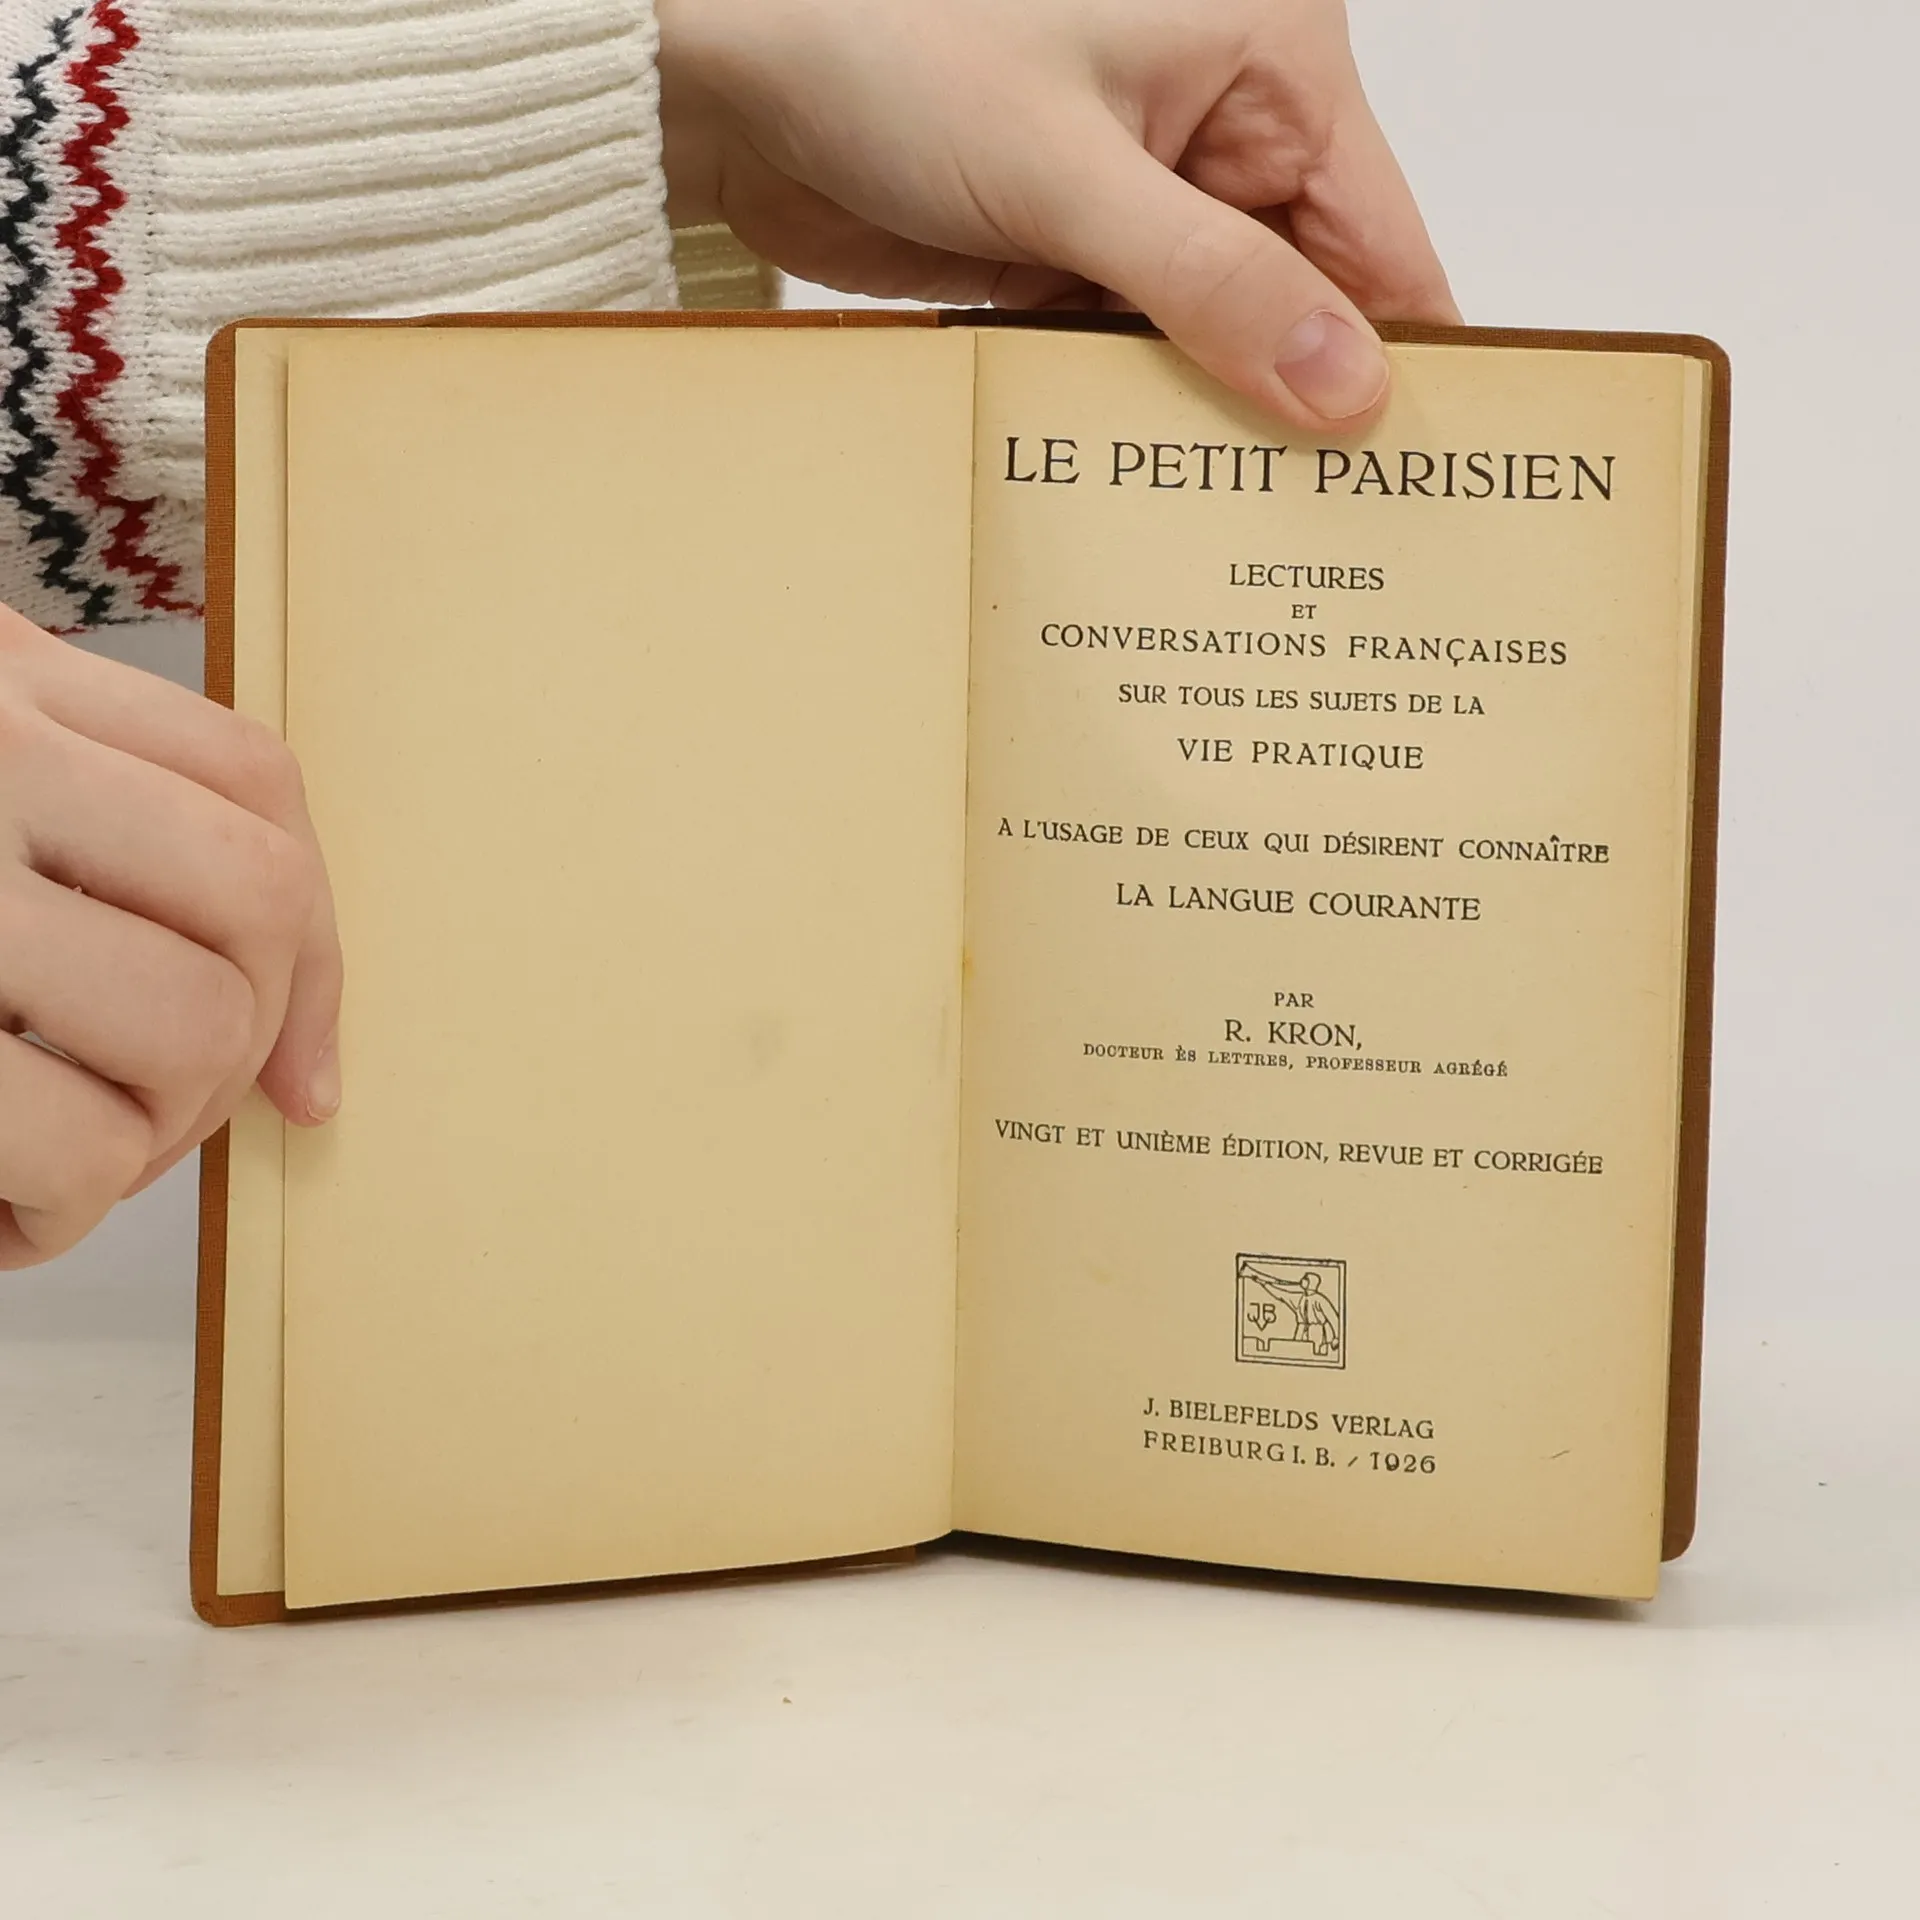 LE PETIT PARISIEN
LECTURES
ET
CONVERSATIONS FRANÇAISES
SUR TOUS LES SUJETS DE LA
VIE PRATIQUE
A L'USAGE DE CEUX QUI DÉSIRENT CONNAÎTRE
LA LANGUE COURANTE
PAR
R. KRON,
DOCTEUR ÈS LETTRES, PROFESSEUR AGRÉGÉ
VINGT ET UNIÈME ÉDITION, REVUE ET CORRIGÉE
JBV
J. BIELEFELDS VERLAG
FREIBURG I. B. / 1926